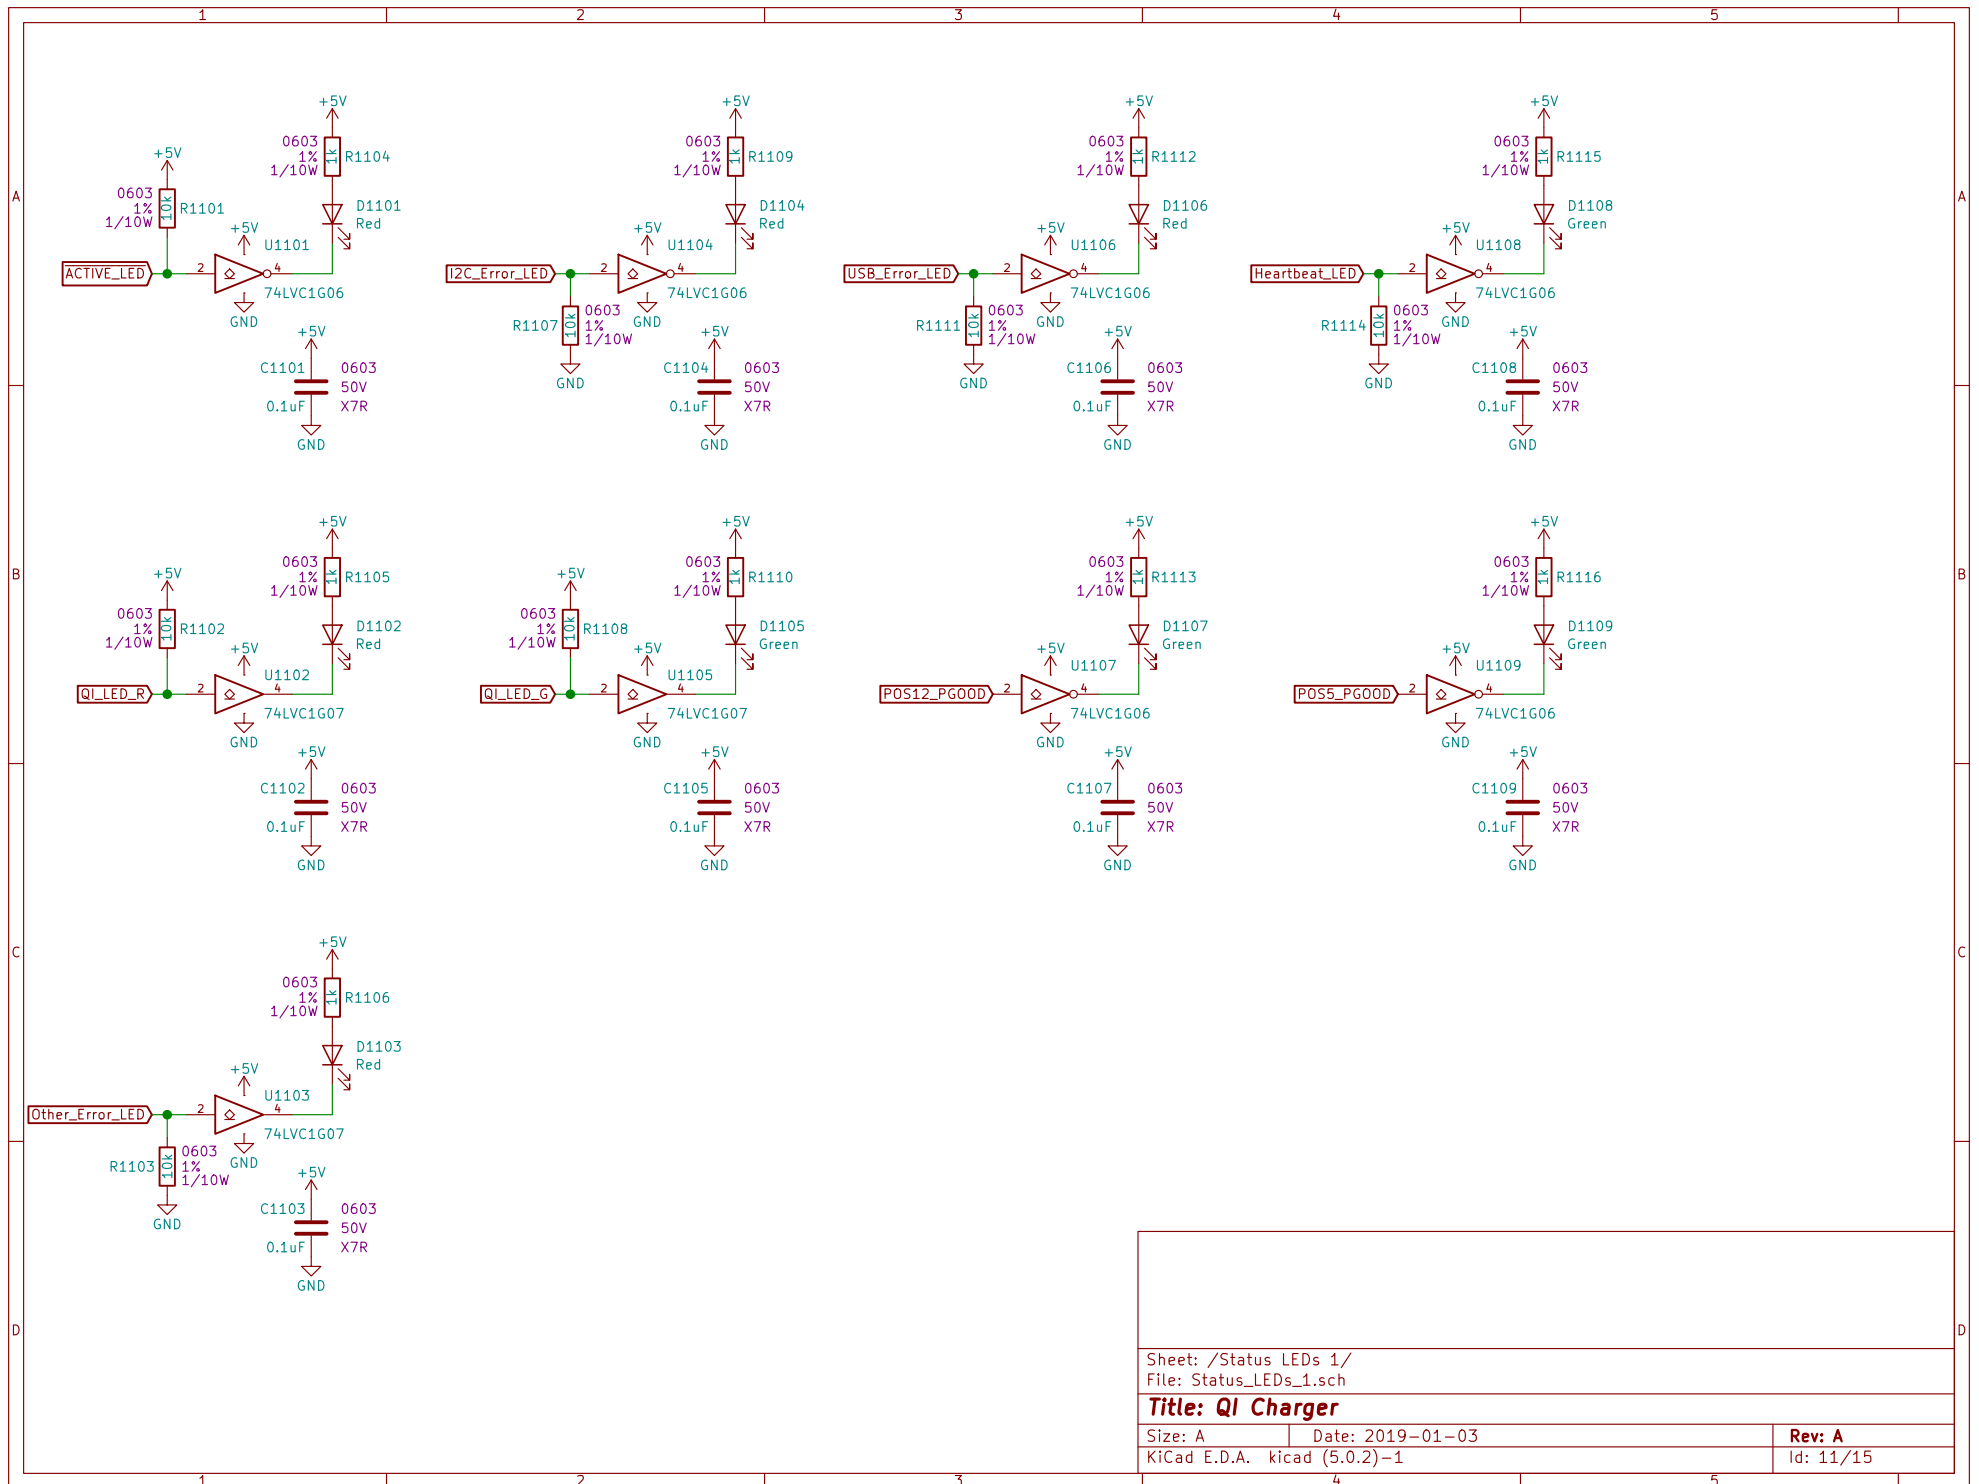 1 2 3 4 5
A A
B B
C C
D D
+5V
0603
1%
1/10W
10k
R1101
+5V
0603
1%
1/10W
1k
R1104
D1101
Red
ACTIVE_LED
2
+5V
U1101
4
74LVC1G06
GND
+5V
C1101
0.1uF
0603
50V
X7R
GND
+5V
0603
1%
1/10W
1k
R1109
D1104
Red
I2C_Error_LED
2
+5V
U1104
4
74LVC1G06
GND
R1107
10k
0603
1%
1/10W
GND
+5V
C1104
0.1uF
0603
50V
X7R
GND
+5V
0603
1%
1/10W
1k
R1112
D1106
Red
USB_Error_LED
2
+5V
U1106
4
74LVC1G06
GND
R1111
10k
0603
1%
1/10W
GND
+5V
C1106
0.1uF
0603
50V
X7R
GND
+5V
0603
1%
1/10W
1k
R1115
D1108
Green
Heartbeat_LED
2
+5V
U1108
4
74LVC1G06
GND
R1114
10k
0603
1%
1/10W
GND
+5V
C1108
0.1uF
0603
50V
X7R
GND
+5V
0603
1%
1/10W
10k
R1102
+5V
0603
1%
1/10W
1k
R1105
D1102
Red
QI_LED_R
2
+5V
U1102
4
74LVC1G07
GND
+5V
C1102
0.1uF
0603
50V
X7R
GND
+5V
0603
1%
1/10W
10k
R1108
+5V
0603
1%
1/10W
1k
R1110
D1105
Green
QI_LED_G
2
+5V
U1105
4
74LVC1G07
GND
+5V
C1105
0.1uF
0603
50V
X7R
GND
+5V
0603
1%
1/10W
1k
R1113
D1107
Green
POS12_PGOOD
2
+5V
U1107
4
74LVC1G06
GND
+5V
C1107
0.1uF
0603
50V
X7R
GND
+5V
0603
1%
1/10W
1k
R1116
D1109
Green
POS5_PGOOD
2
+5V
U1109
4
74LVC1G06
GND
+5V
C1109
0.1uF
0603
50V
X7R
GND
+5V
0603
1%
1/10W
1k
R1106
D1103
Red
Other_Error_LED
2
+5V
U1103
4
74LVC1G07
GND
R1103
10k
0603
1%
1/10W
GND
+5V
C1103
0.1uF
0603
50V
X7R
GND
Sheet: /Status LEDs 1/
File: Status_LEDs_1.sch
Title: QI Charger
Size: A Date: 2019-01-03 Rev: A
KiCad E.D.A. kicad (5.0.2)-1 Id: 11/15
1 2 3 4 5